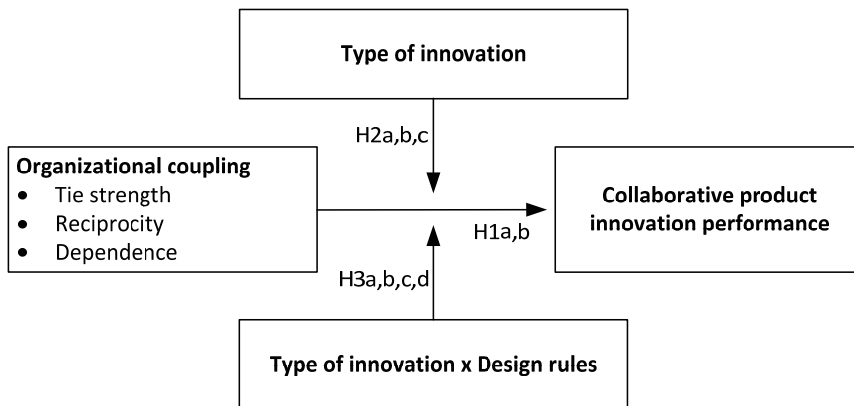 Type of innovation
H2a,b,c
Organizational coupling
• Tie strength
• Reciprocity
• Dependence
Collaborative product
innovation performance
H1a,b
H3a,b,c,d
Type of innovation x Design rules